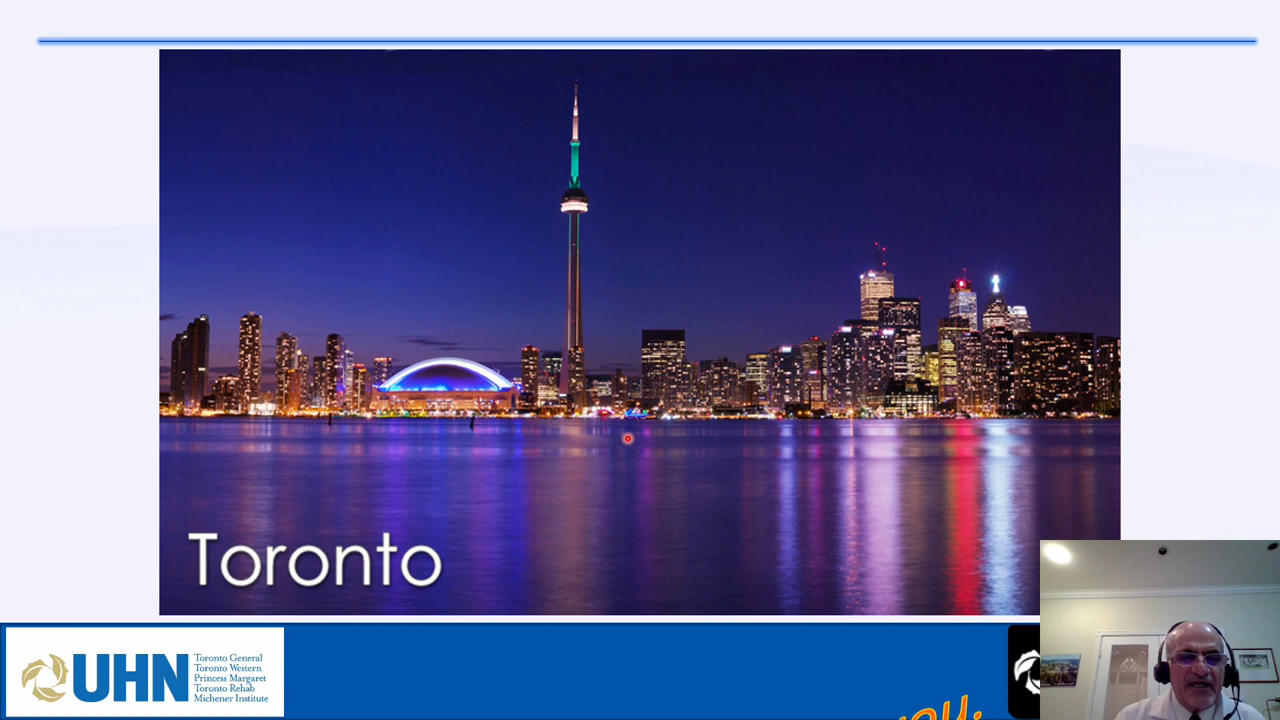 Toronto
UHN
Toronto General
Toronto Western
Princess Margaret
Toronto Rehab
Michener Institute